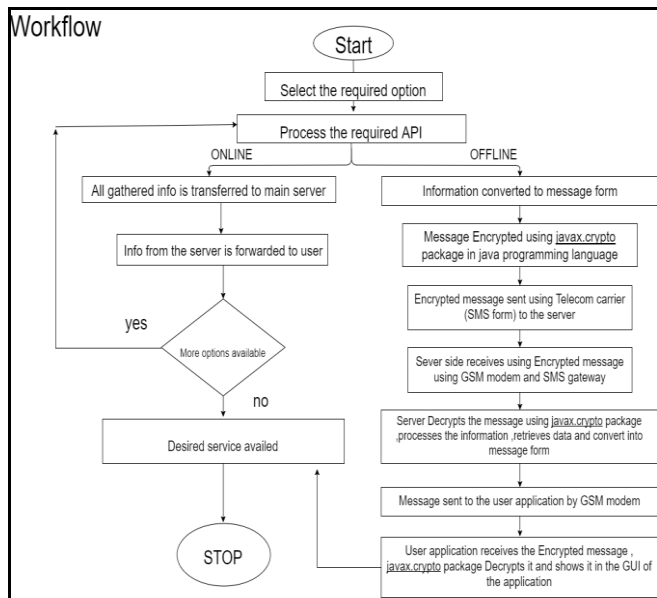 Workflow
Start
Select the required option
Process the required API
ONLINE
OFFLINE
All gathered info is transferred to main server
Info from the server is forwarded to user
yes
More options available
no
Desired service availed
STOP
Information converted to message form
Message Encrypted using javax.crypto
package in java programming language
Encrypted message sent using Telecom carrier
(SMS form) to the server
Sever side receives using Encrypted message
using GSM modem and SMS gateway
Server Decrypts the message using javax.crypto package
,processes the information ,retrieves data and convert into
message form
Message sent to the user application by GSM modem
User application receives the Encrypted message ,
javax.crypto package Decrypts it and shows it in the GUI of
the application